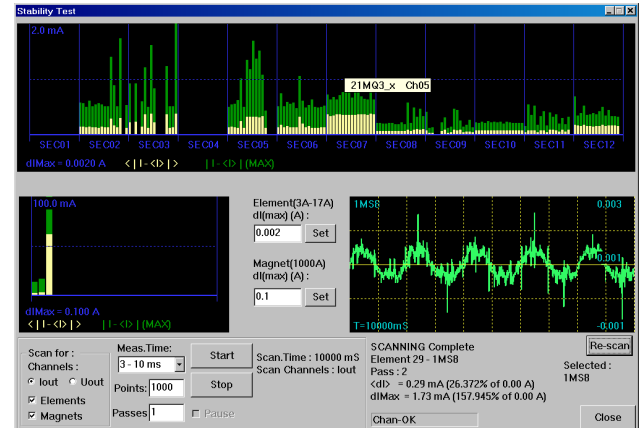 Stability Test
2.0 mA
21MQ3_x Ch05
SEC01 SEC02 SEC03 SEC04 SEC05 SEC06 SEC07 SEC08 SEC09 SEC10 SEC11 SEC12
dIMax = 0.0020 A <|I-<I>|> |I-<I>|(MAX)
100.0 mA
dIMax = 0.100 A
<|I-<I>|> |I-<I>|(MAX)
Element(3A-17A)
dI(max) (A) :
0.002 Set
Magnet(1000A)
dI(max) (A) :
0.1 Set
1MS8 0.003
0.001
T=10000mS -0.001
Scan for :
Channels :
Iout Uout
Elements
Magnets
Meas.Time:
3 - 10 ms
Points: 1000
Passes 1
Start
Stop
Pause
Scan.Time : 10000 mS
Scan Channels : Iout
SCANNING Complete
Element 29 - 1MS8
Pass : 2
<dI> = 0.29 mA (26.372% of 0.00 A)
dIMax = 1.73 mA (157.945% of 0.00 A)
Chan-OK
Re-scan
Selected :
1MS8
Close